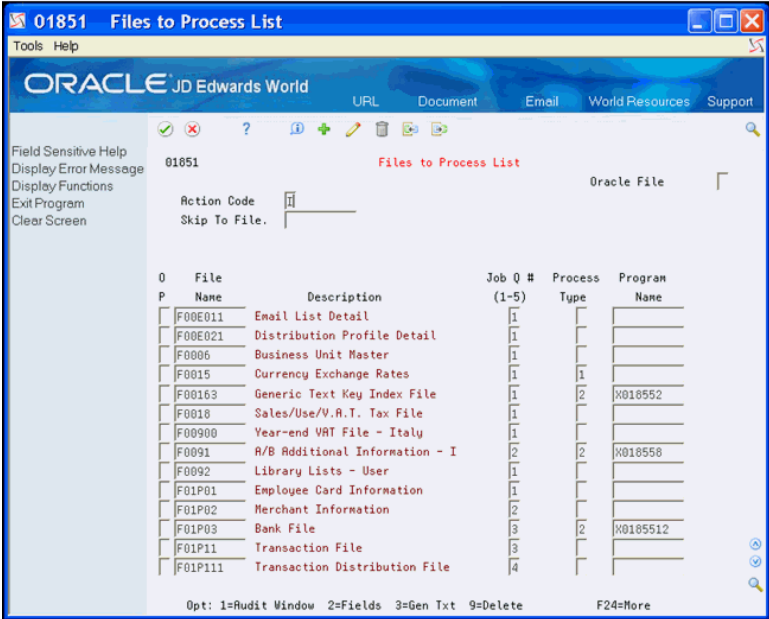 01851 Files to Process List
Tools Help
ORACLE JD Edwards World
URL Document Email World Resources Support
Field Sensitive Help
Display Error Message
Display Functions
Exit Program
Clear Screen
01851 Files to Process List
Oracle File
Action Code I
Skip To File.
O File Job Q # Process Program
P Name Description (1-5) Type Name
F00E011 Email List Detail 1
F00E021 Distribution Profile Detail 1
F0006 Business Unit Master 1
F0015 Currency Exchange Rates 1 1
F00163 Generic Text Key Index File 1 2 X018552
F0018 Sales/Use/V.A.T. Tax File 1
F00900 Year-end VAT File - Italy 1
F0091 A/B Additional Information - I 2 2 X018558
F0092 Library Lists - User 1
F01P01 Employee Card Information 1
F01P02 Merchant Information 2
F01P03 Bank File 3 2 X0185512
F01P11 Transaction File 3
F01P111 Transaction Distribution File 4
Opt: 1=Audit Window 2=Fields 3=Gen Txt 9=Delete F24=More